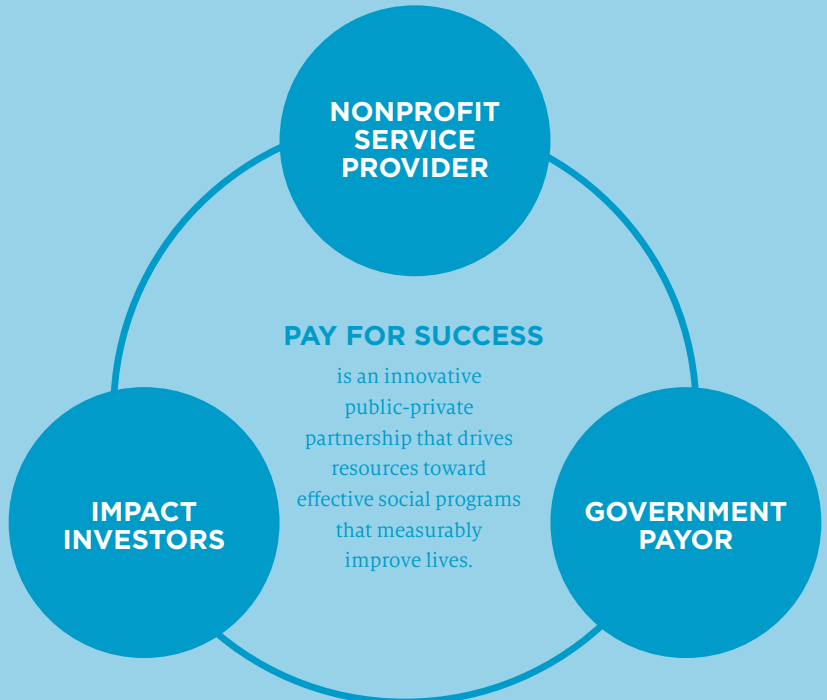 NONPROFIT
SERVICE
PROVIDER
PAY FOR SUCCESS
is an innovative
public-private
partnership that drives
resources toward
effective social programs
that measurably
improve lives.
IMPACT
INVESTORS
GOVERNMENT
PAYOR